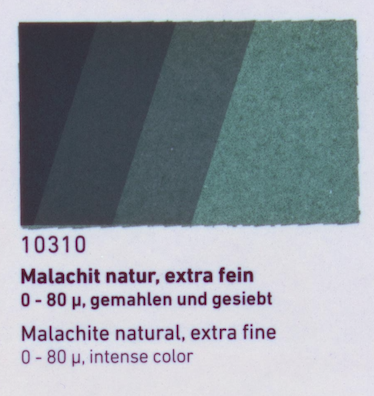 10310
Malachit natur, extra fein
0 - 80 µ, gemahlen und gesiebt
Malachite natural, extra fine
0 - 80 µ, intense color